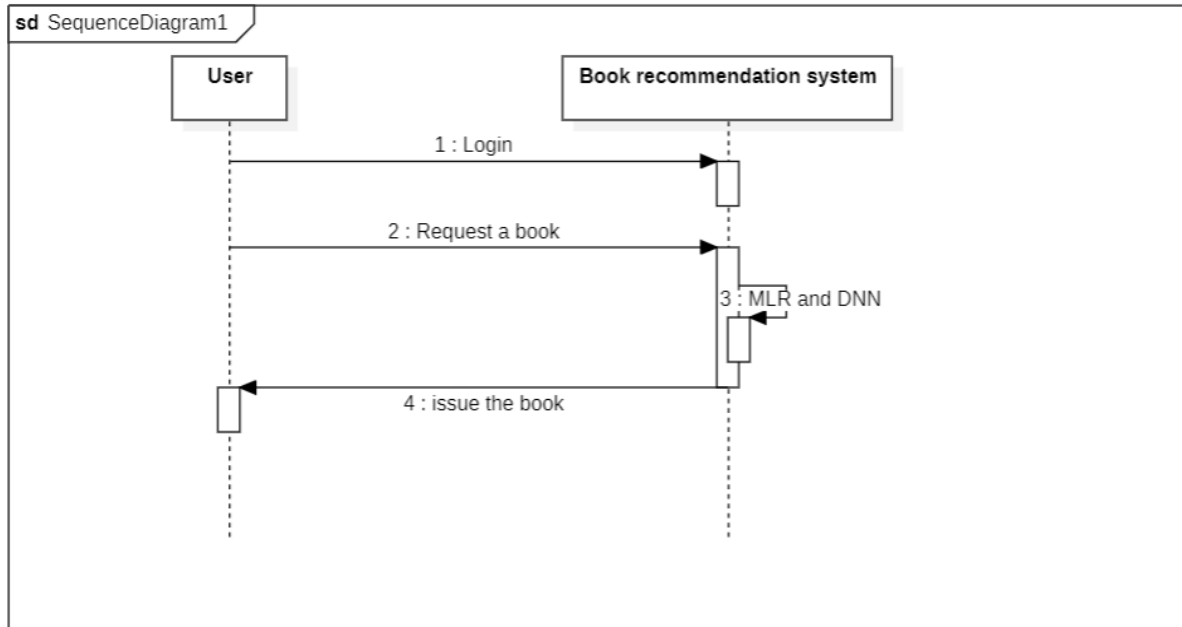 sd SequenceDiagram1
User
Book recommendation system
1 : Login
2 : Request a book
3 : MLR and DNN
4 : issue the book